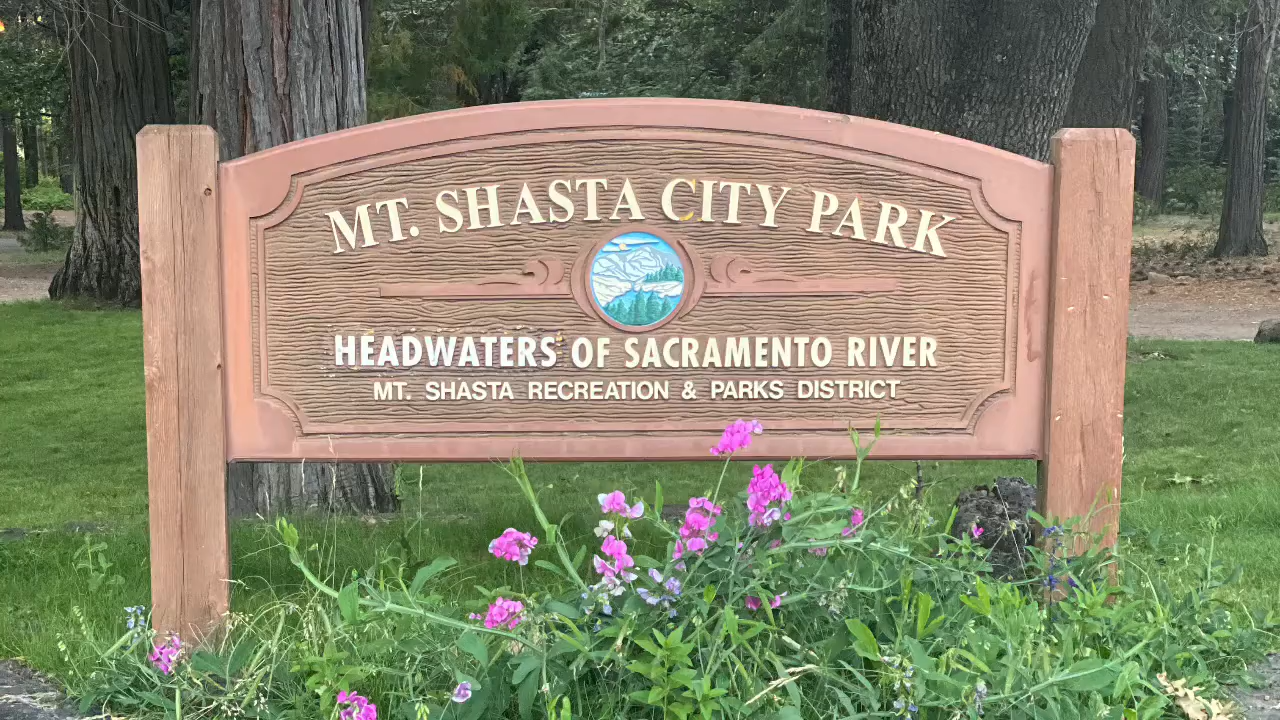 MT. SHASTA CITY PARK
HEADWATERS OF SACRAMENTO RIVER
MT. SHASTA RECREATION & PARKS DISTRICT